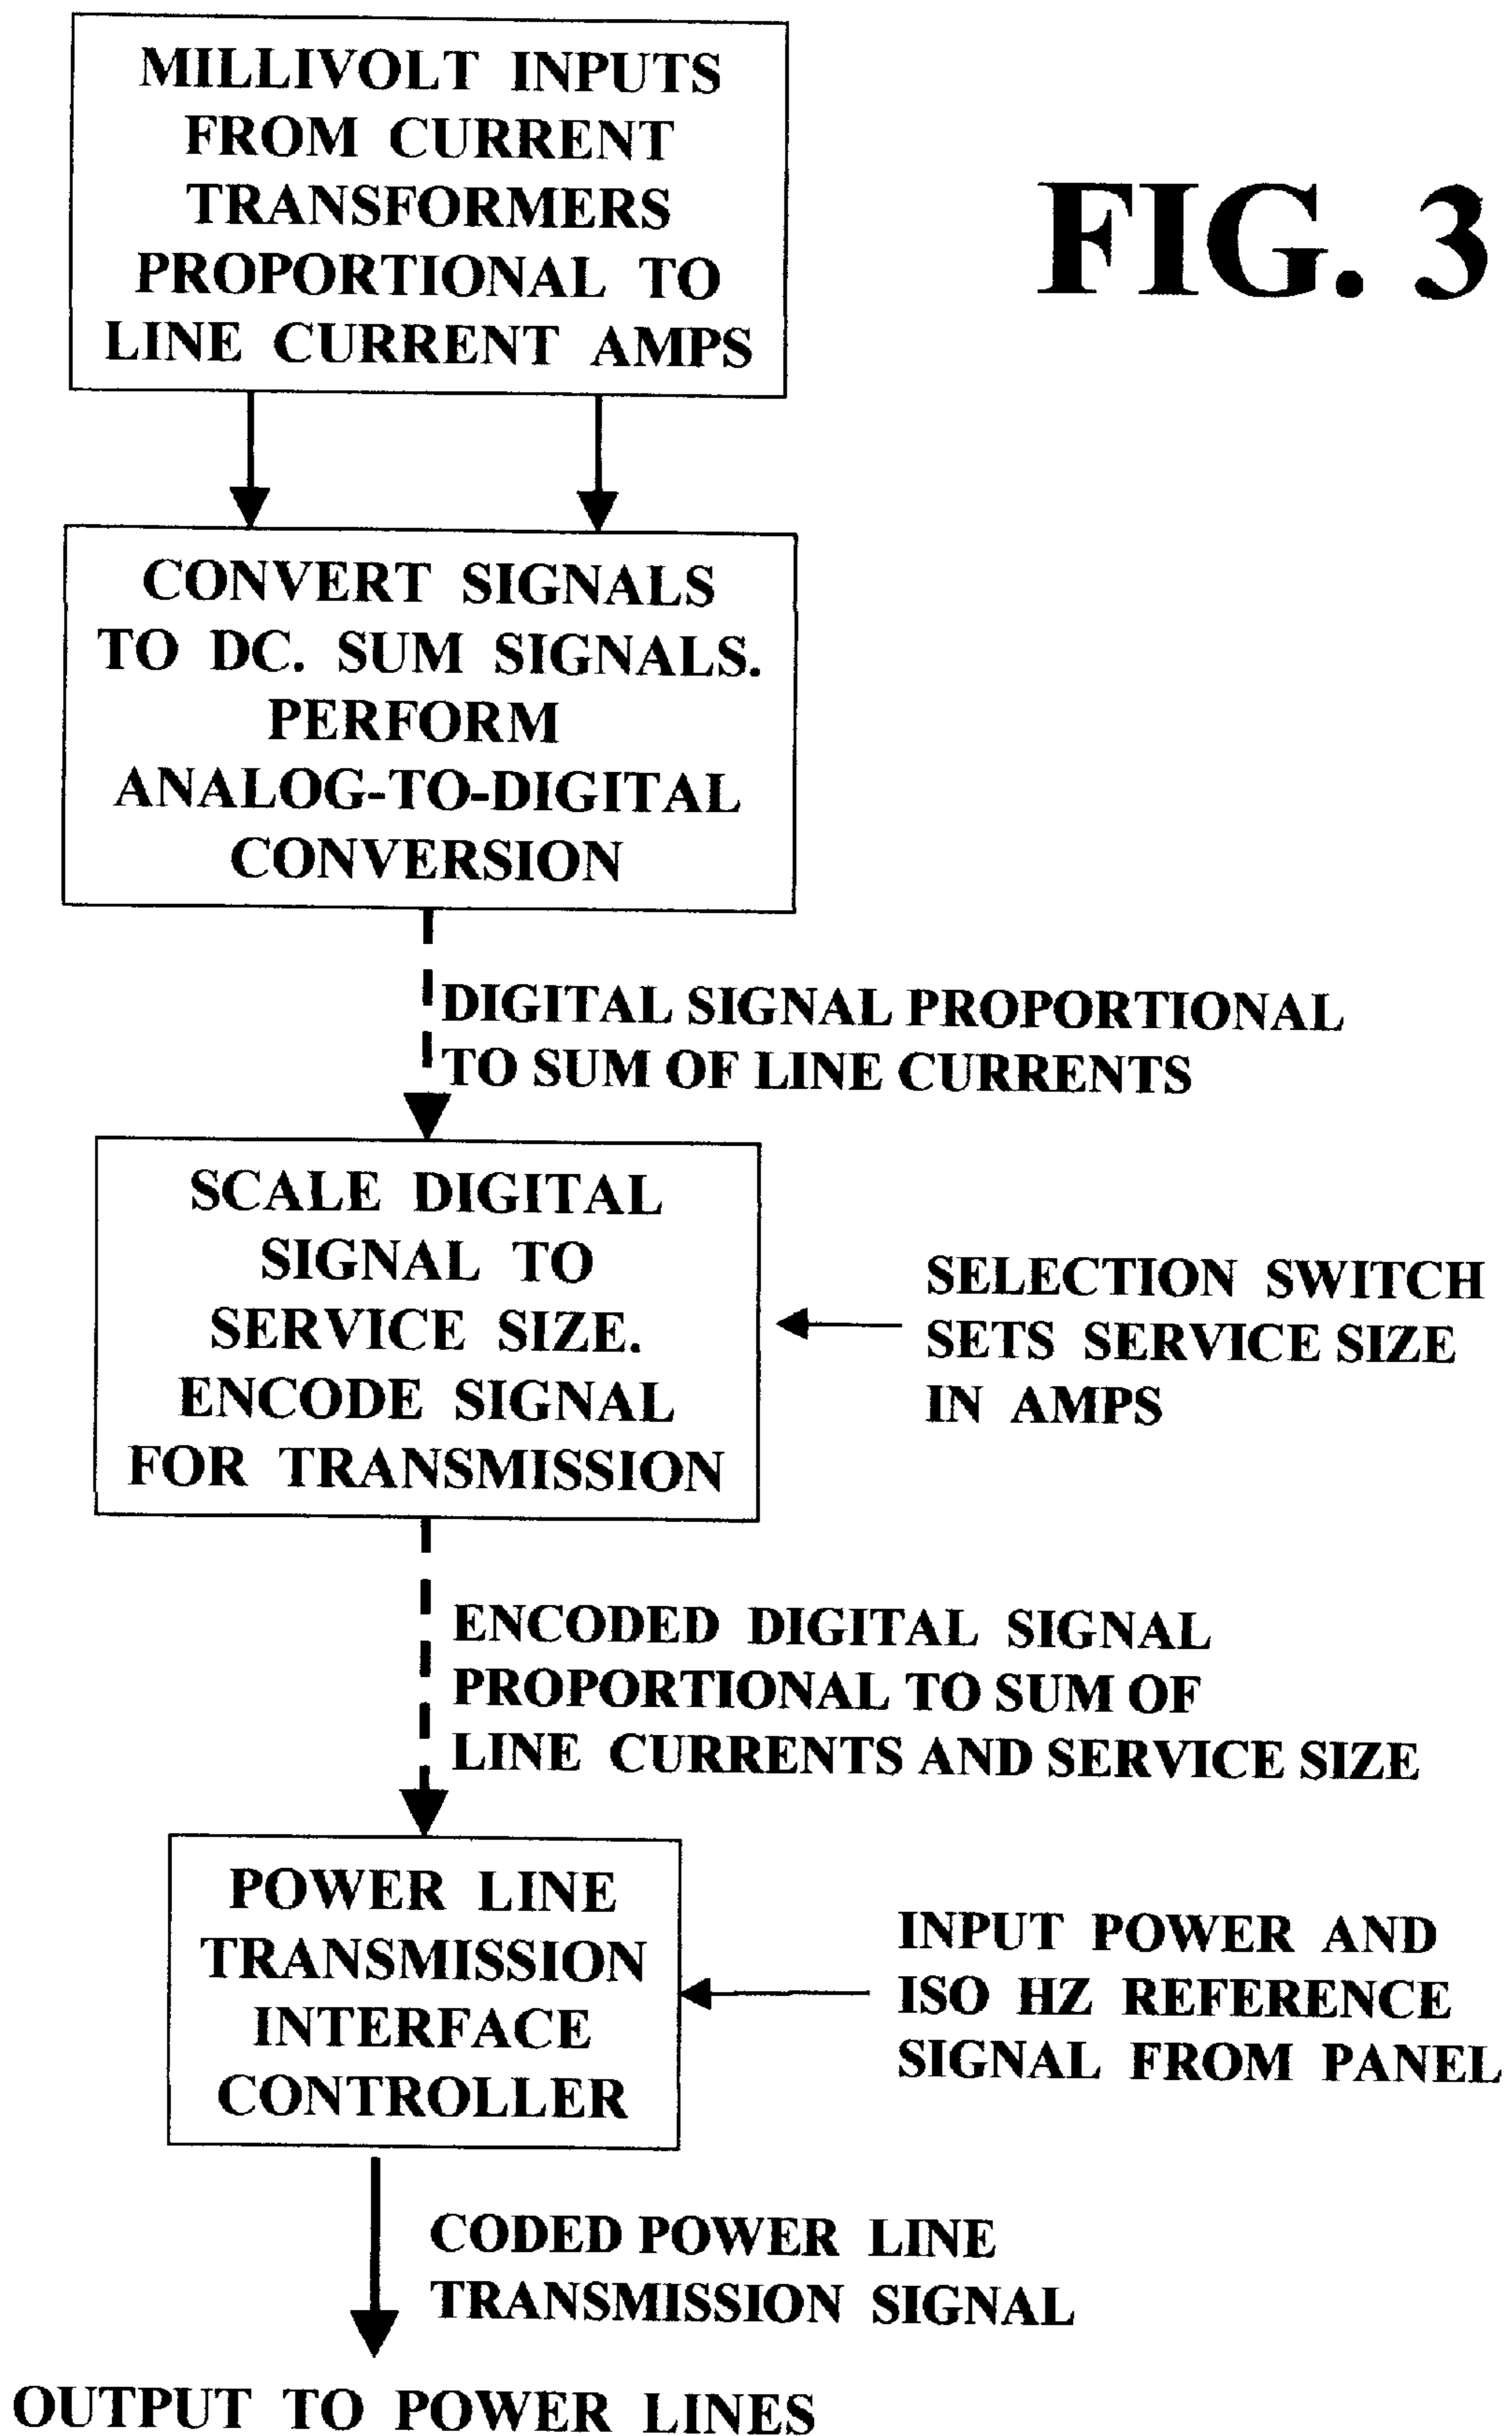 MILLIVOLT INPUTS
FROM CURRENT
TRANSFORMERS
PROPORTIONAL TO
LINE CURRENT AMPS
FIG. 3
CONVERT SIGNALS
TO DC. SUM SIGNALS.
PERFORM
ANALOG-TO-DIGITAL
CONVERSION
DIGITAL SIGNAL PROPORTIONAL
TO SUM OF LINE CURRENTS
SCALE DIGITAL
SIGNAL TO
SERVICE SIZE.
ENCODE SIGNAL
FOR TRANSMISSION
SELECTION SWITCH
SETS SERVICE SIZE
IN AMPS
ENCODED DIGITAL SIGNAL
PROPORTIONAL TO SUM OF
LINE CURRENTS AND SERVICE SIZE
POWER LINE
TRANSMISSION
INTERFACE
CONTROLLER
INPUT POWER AND
ISO HZ REFERENCE
SIGNAL FROM PANEL
CODED POWER LINE
TRANSMISSION SIGNAL
OUTPUT TO POWER LINES